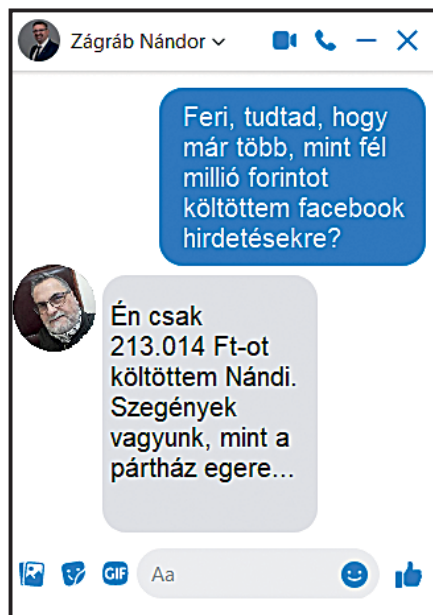 Zágráb Nándor
Feri, tudtad, hogy
már több, mint fél
millió forintot
költöttem facebook
hirdetésekre?
Én csak
213.014 Ft-ot
költöttem Nándi.
Szegények
vagyunk, mint a
pártház egere...
GIF
Aa